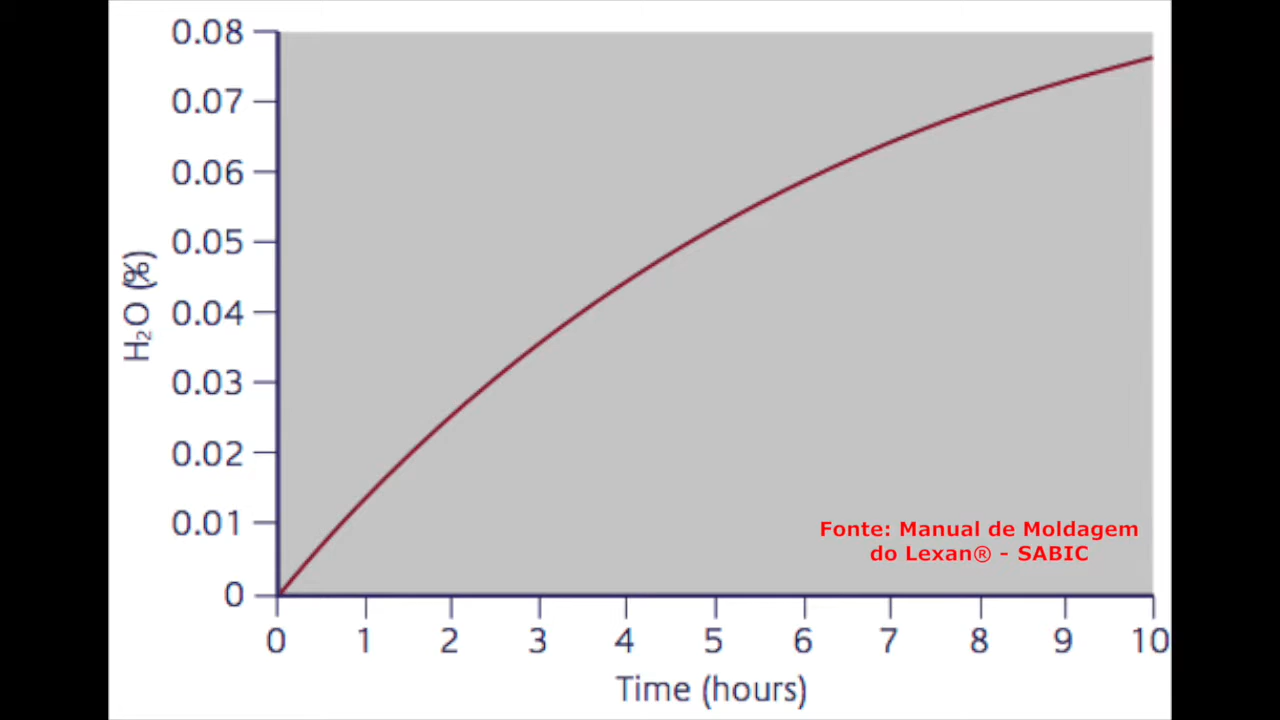 0.08
0.07
0.06
0.05
0.04
0.03
0.02
0.01
0
H₂O (%)
0 1 2 3 4 5 6 7 8 9 10
Time (hours)
Fonte: Manual de Moldagem
do Lexan® - SABIC